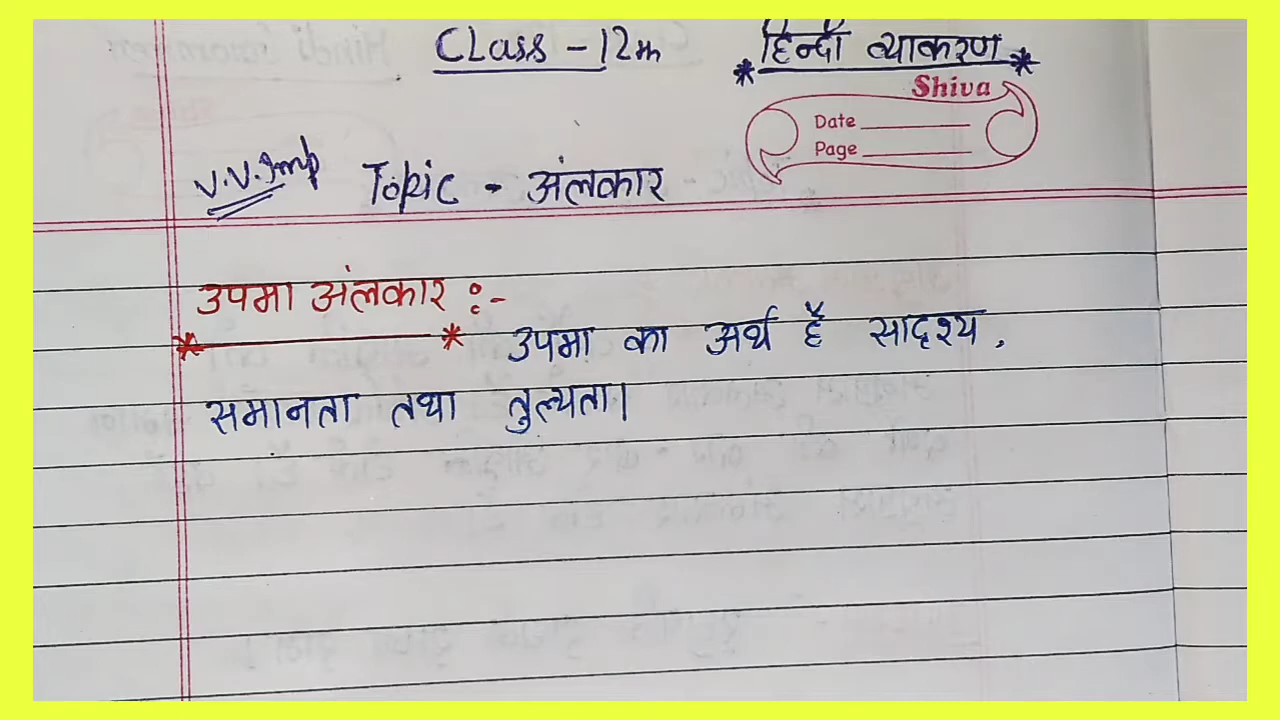 Class - 12th
हिन्दी व्याकरण
Shiva
Date
Page
V.V.Imp
Topic - अंलकार
उपमा अंलकार :-
उपमा का अर्थ है सादृश्य,
समानता तथा तुल्यता।